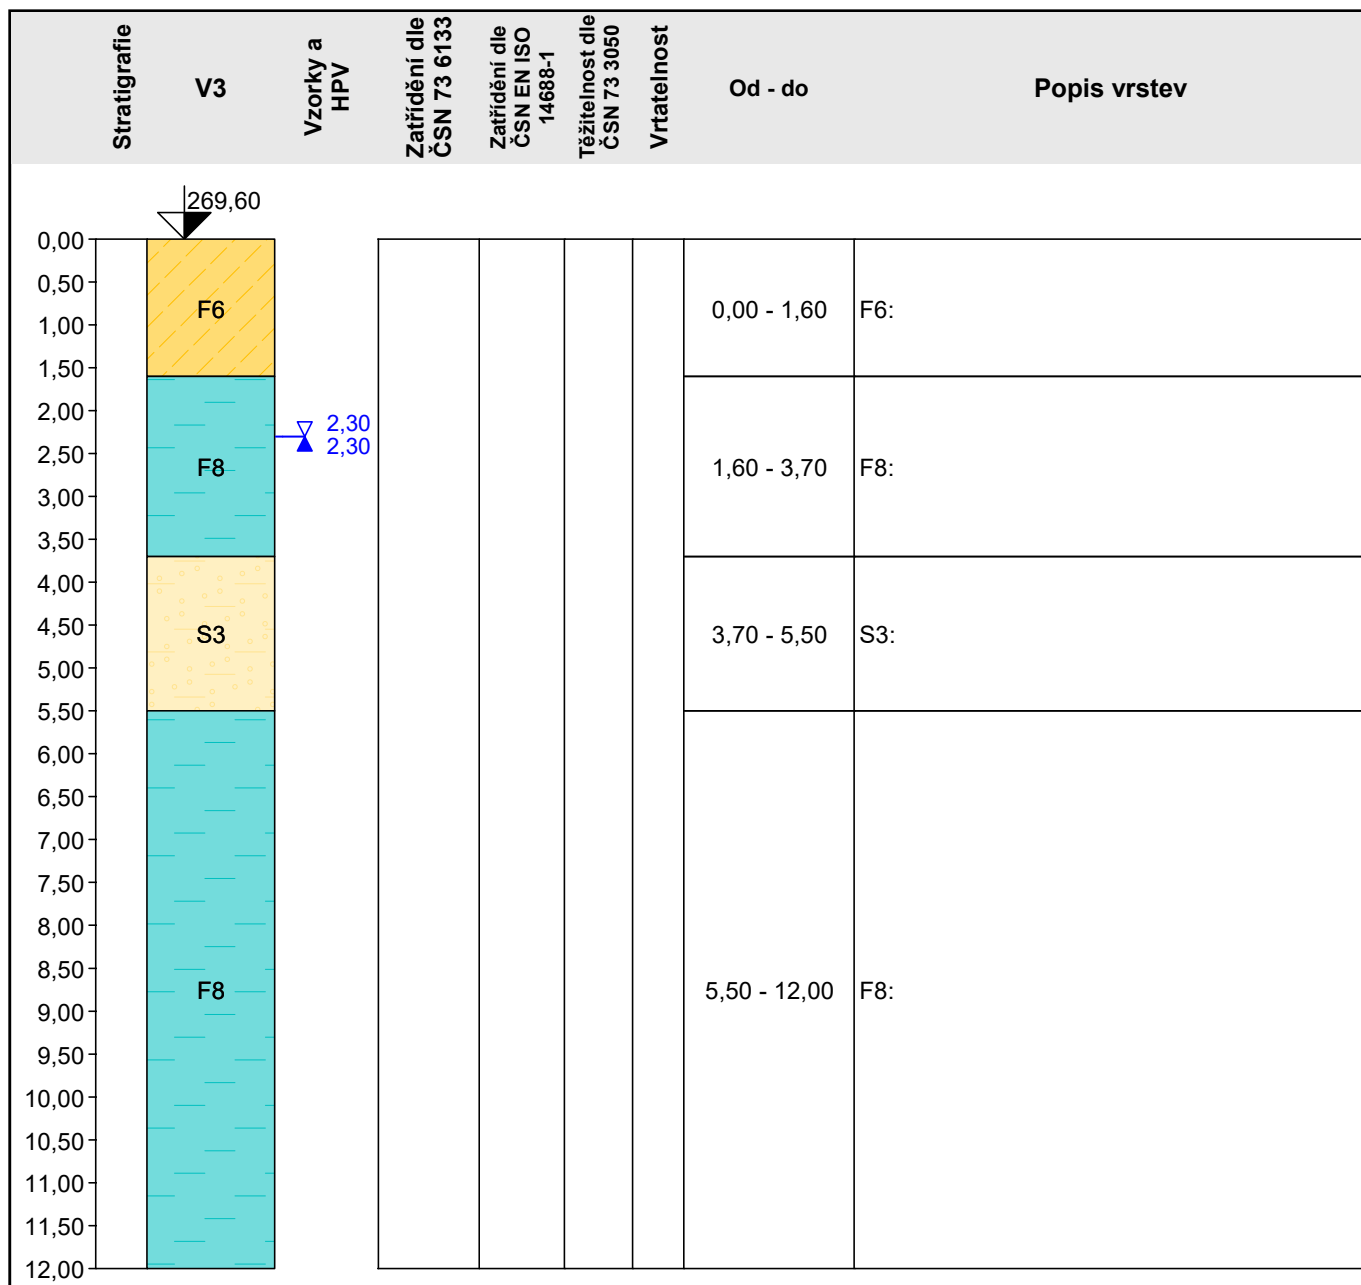 Stratigrafie
V3
Vzorky a
HPV
Zatřídění dle
ČSN 73 6133
Zatřídění dle
ČSN EN ISO
14688-1
Těžitelnost dle
ČSN 73 3050
Vrtatelnost
Od - do
Popis vrstev
269,60
0,00
0,50
1,00
1,50
2,00
2,50
3,00
3,50
4,00
4,50
5,00
5,50
6,00
6,50
7,00
7,50
8,00
8,50
9,00
9,50
10,00
10,50
11,00
11,50
12,00
F6
F8
S3
F8
2,30
2,30
0,00 - 1,60
F6:
1,60 - 3,70
F8:
3,70 - 5,50
S3:
5,50 - 12,00
F8: